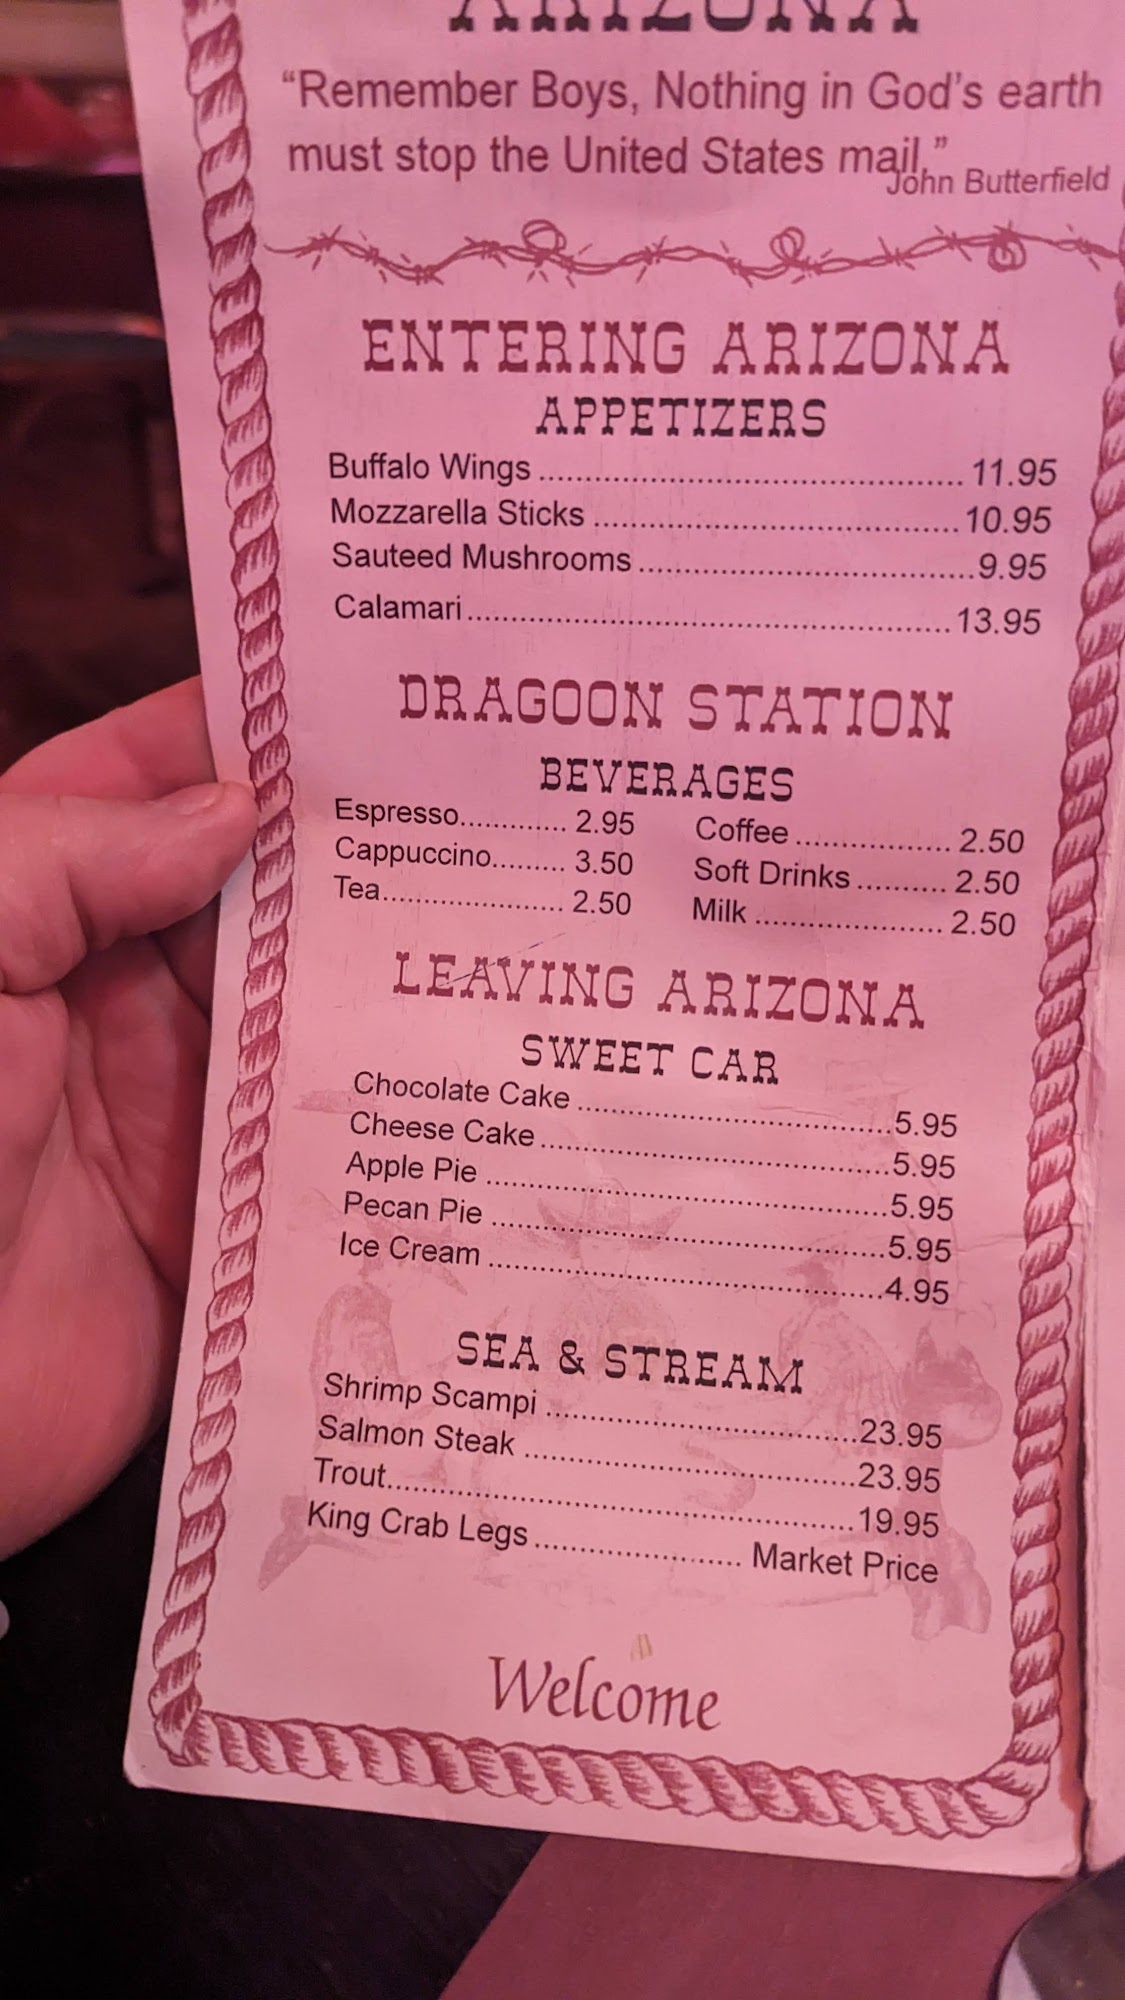 ARIZONA
“Remember Boys, Nothing in God's earth
must stop the United States mail.”
John Butterfield
ENTERING ARIZONA
APPETIZERS
Buffalo Wings 11.95
Mozzarella Sticks 10.95
Sauteed Mushrooms 9.95
Calamari 13.95
DRAGOON STATION
BEVERAGES
Espresso 2.95 Coffee 2.50
Cappuccino 3.50 Soft Drinks 2.50
Tea 2.50 Milk 2.50
LEAVING ARIZONA
SWEET CAR
Chocolate Cake 5.95
Cheese Cake 5.95
Apple Pie 5.95
Pecan Pie 5.95
Ice Cream 4.95
SEA & STREAM
Shrimp Scampi 23.95
Salmon Steak 23.95
Trout 19.95
King Crab Legs Market Price
Welcome